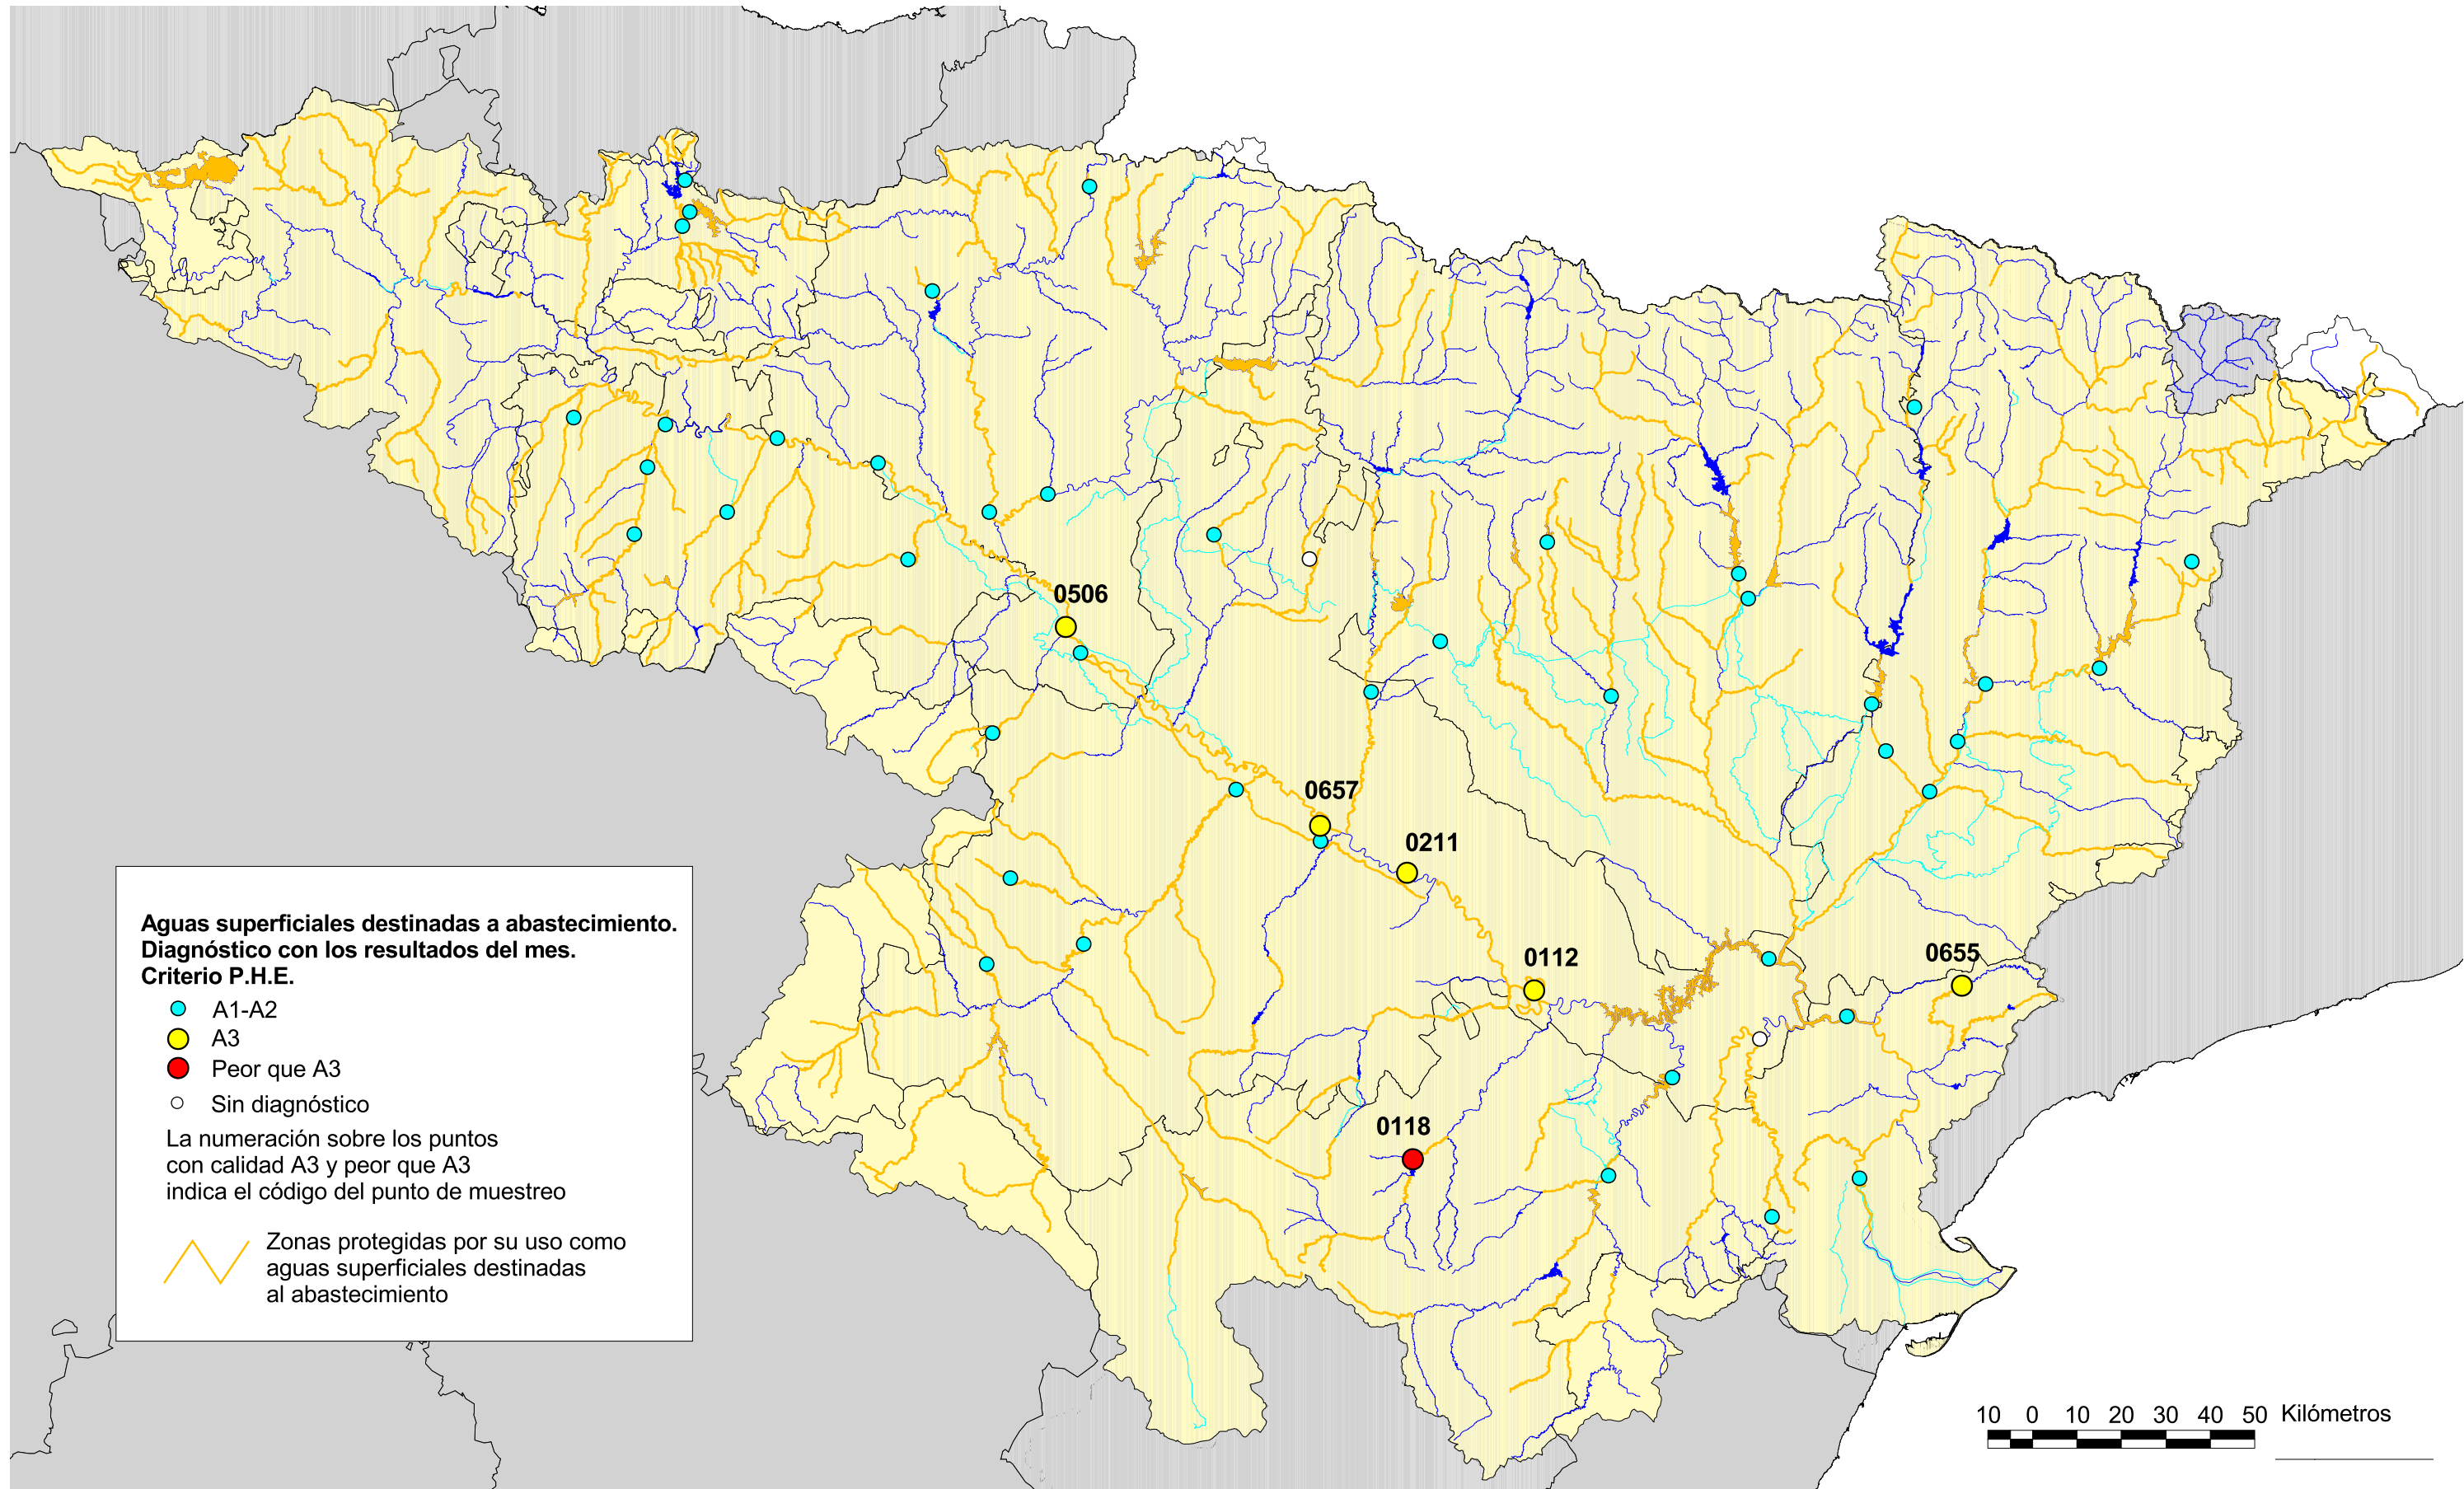 0506
0657
0211
0112
0655
0118
Aguas superficiales destinadas a abastecimiento.
Diagnóstico con los resultados del mes.
Criterio P.H.E.
A1-A2
A3
Peor que A3
Sin diagnóstico
La numeración sobre los puntos
con calidad A3 y peor que A3
indica el código del punto de muestreo
Zonas protegidas por su uso como
aguas superficiales destinadas
al abastecimiento
10 0 10 20 30 40 50 Kilómetros